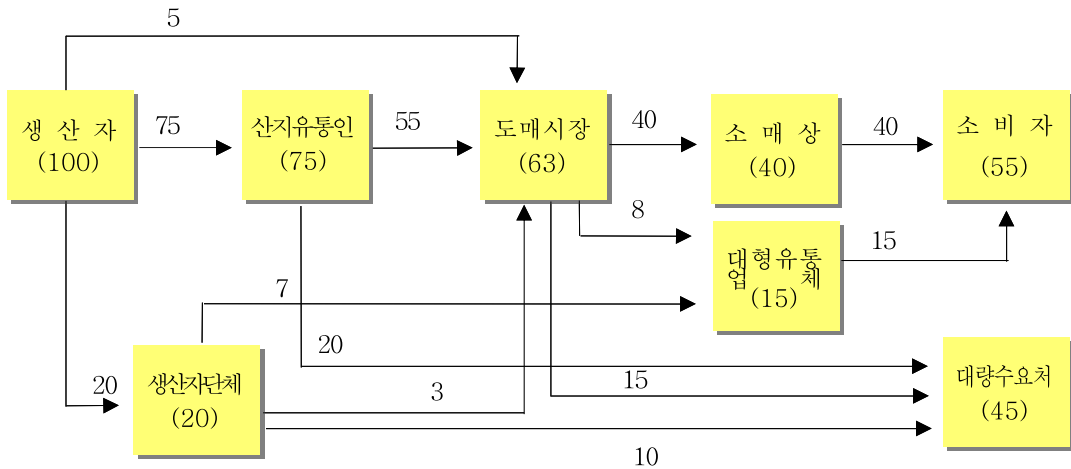 5
생 산 자
(100)
75
산지유통인
(75)
55
도매시장
(63)
40
소 매 상
(40)
40
소 비 자
(55)
8
대형유통
업 체
(15)
15
7
20
생산자단체
(20)
20
3
15
10
대량수요처
(45)